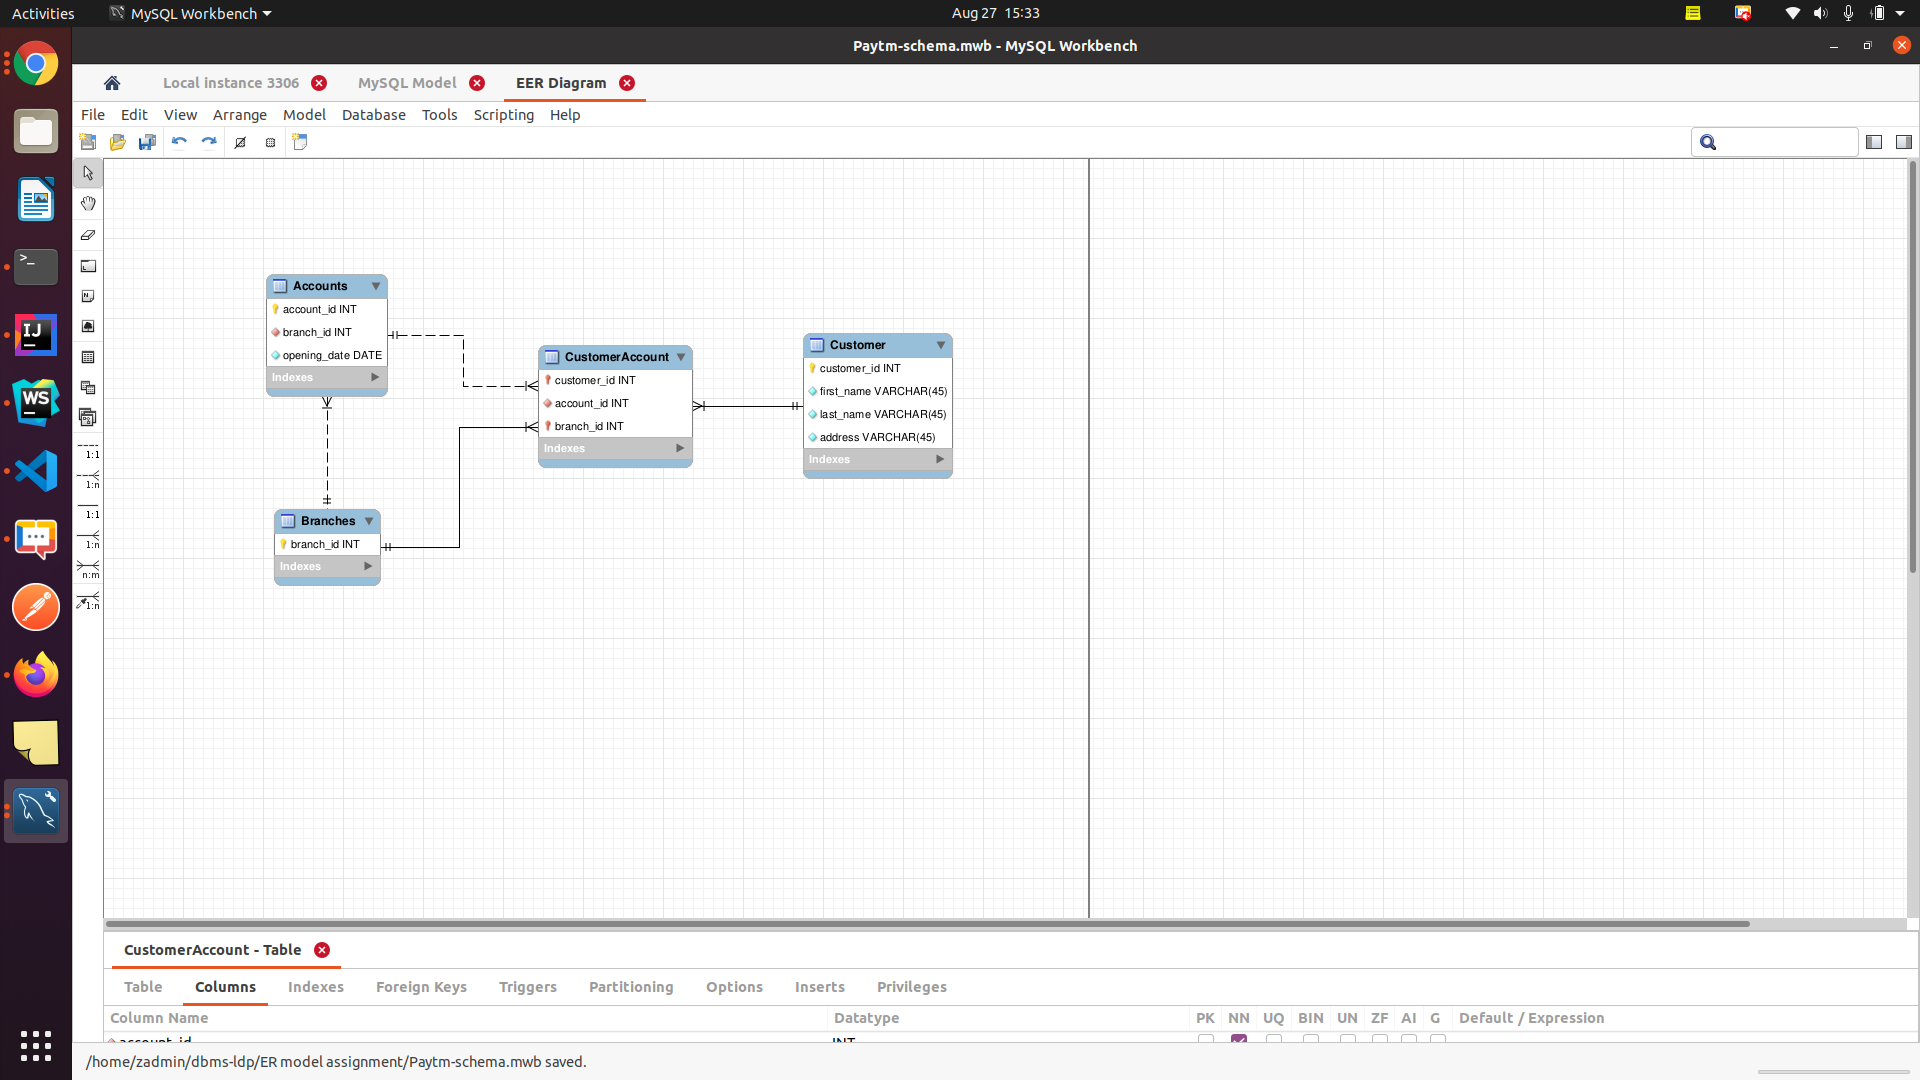 Activities
MySQL Workbench
Aug 27 15:33
Paytm-schema.mwb - MySQL Workbench
Local instance 3306
MySQL Model
EER Diagram
File Edit View Arrange Model Database Tools Scripting Help
Accounts
account_id INT
branch_id INT
opening_date DATE
Indexes
CustomerAccount
customer_id INT
account_id INT
branch_id INT
Indexes
Customer
customer_id INT
first_name VARCHAR(45)
last_name VARCHAR(45)
address VARCHAR(45)
Indexes
Branches
branch_id INT
Indexes
>_
IJ
WS
1:1
1:n
1:1
1:n
n:m
1:n
CustomerAccount - Table
Table Columns Indexes Foreign Keys Triggers Partitioning Options Inserts Privileges
Column Name Datatype PK NN UQ BIN UN ZF AI G Default / Expression
account_id INT
/home/zadmin/dbms-ldp/ER model assignment/Paytm-schema.mwb saved.